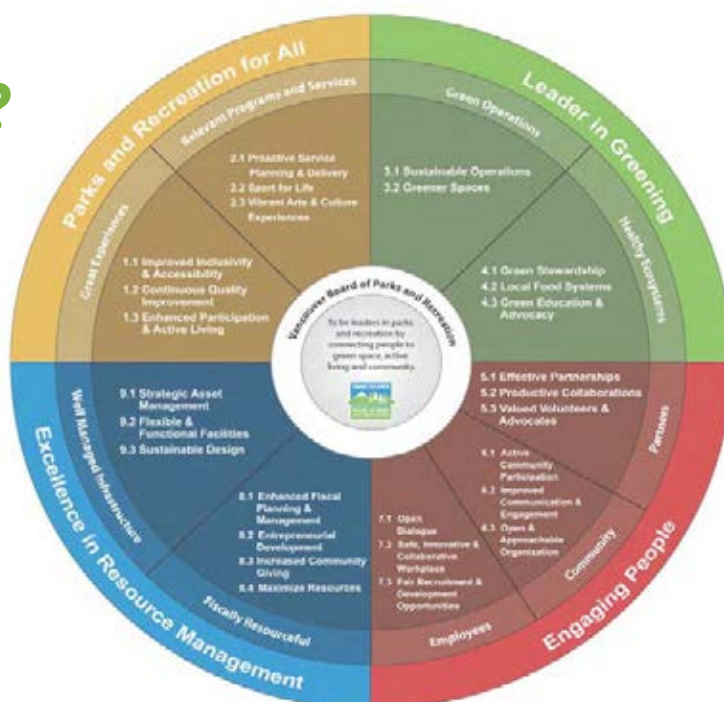 ?
Parks and Recreation for All
Relevant Programs and Services
2.1 Proactive Service
Planning & Delivery
2.2 Sport for Life
2.3 Vibrant Arts & Culture
Experiences
Great Experiences
1.1 Improved Inclusivity
& Accessibility
1.2 Continuous Quality
Improvement
1.3 Enhanced Participation
& Active Living
Leader in Greening
Green Operations
3.1 Sustainable Operations
3.2 Greener Spaces
Healthy Ecosystems
4.1 Green Stewardship
4.2 Local Food Systems
4.3 Green Education &
Advocacy
Vancouver Board of Parks and Recreation
To be leaders in parks
and recreation by
connecting people to
green space, active
living and community.
Engaging People
Partners
5.1 Effective Partnerships
5.2 Productive Collaborations
5.3 Valued Volunteers &
Advocates
Community
6.1 Active
Community
Participation
6.2 Improved
Communication &
Engagement
6.3 Open &
Approachable
Organization
Employees
7.1 Open
Dialogue
7.2 Safe, Innovative &
Collaborative
Workplace
7.3 Fair Recruitment &
Development
Opportunities
Excellence in Resource Management
Fiscally Resourceful
8.1 Enhanced Fiscal
Planning &
Management
8.2 Entrepreneurial
Development
8.3 Increased Community
Giving
8.4 Maximize Resources
Well Managed Infrastructure
9.1 Strategic Asset
Management
9.2 Flexible &
Functional Facilities
9.3 Sustainable Design